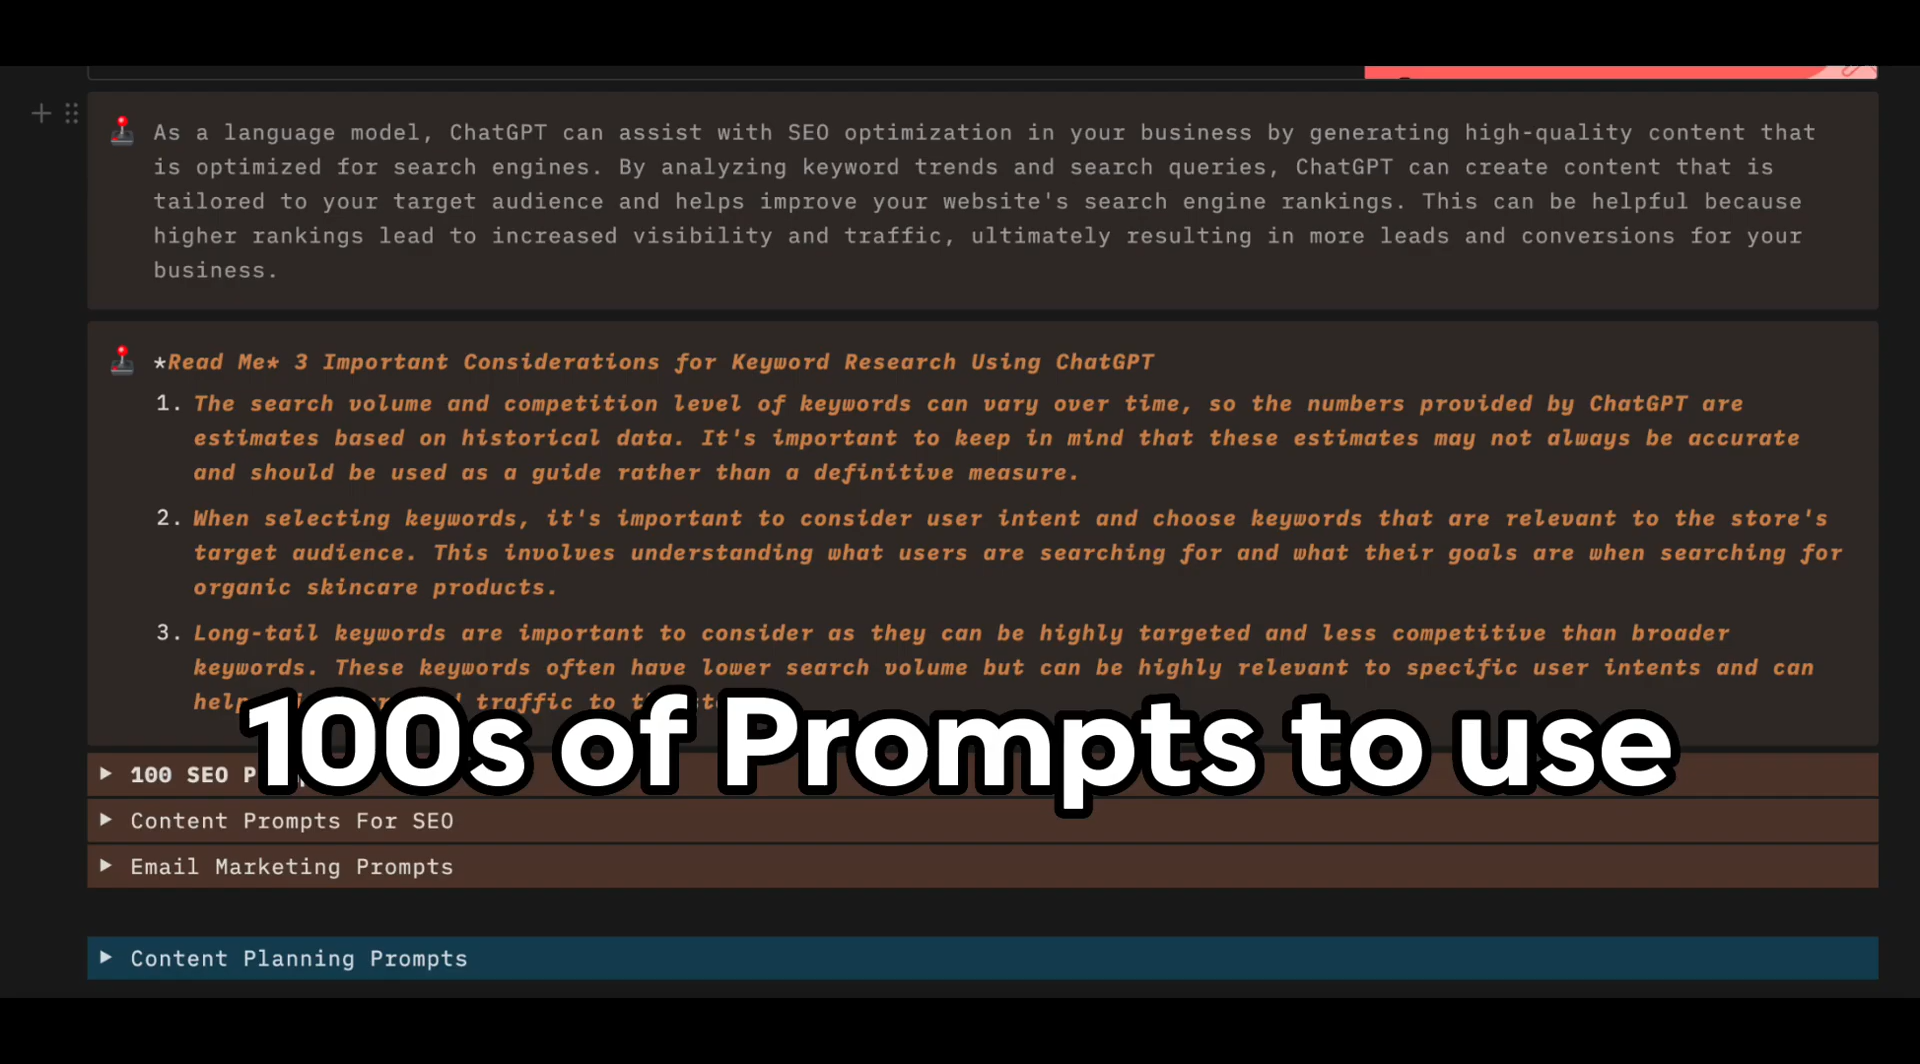 As a language model, ChatGPT can assist with SEO optimization in your business by generating high-quality content that
is optimized for search engines. By analyzing keyword trends and search queries, ChatGPT can create content that is
tailored to your target audience and helps improve your website's search engine rankings. This can be helpful because
higher rankings lead to increased visibility and traffic, ultimately resulting in more leads and conversions for your
business.
*Read Me* 3 Important Considerations for Keyword Research Using ChatGPT
1. The search volume and competition level of keywords can vary over time, so the numbers provided by ChatGPT are
estimates based on historical data. It's important to keep in mind that these estimates may not always be accurate
and should be used as a guide rather than a definitive measure.
2. When selecting keywords, it's important to consider user intent and choose keywords that are relevant to the store's
target audience. This involves understanding what users are searching for and what their goals are when searching for
organic skincare products.
3. Long-tail keywords are important to consider as they can be highly targeted and less competitive than broader
keywords. These keywords often have lower search volume but can be highly relevant to specific user intents and can
help traffic to
100s of Prompts to use
100 SEO
Content Prompts For SEO
Email Marketing Prompts
Content Planning Prompts